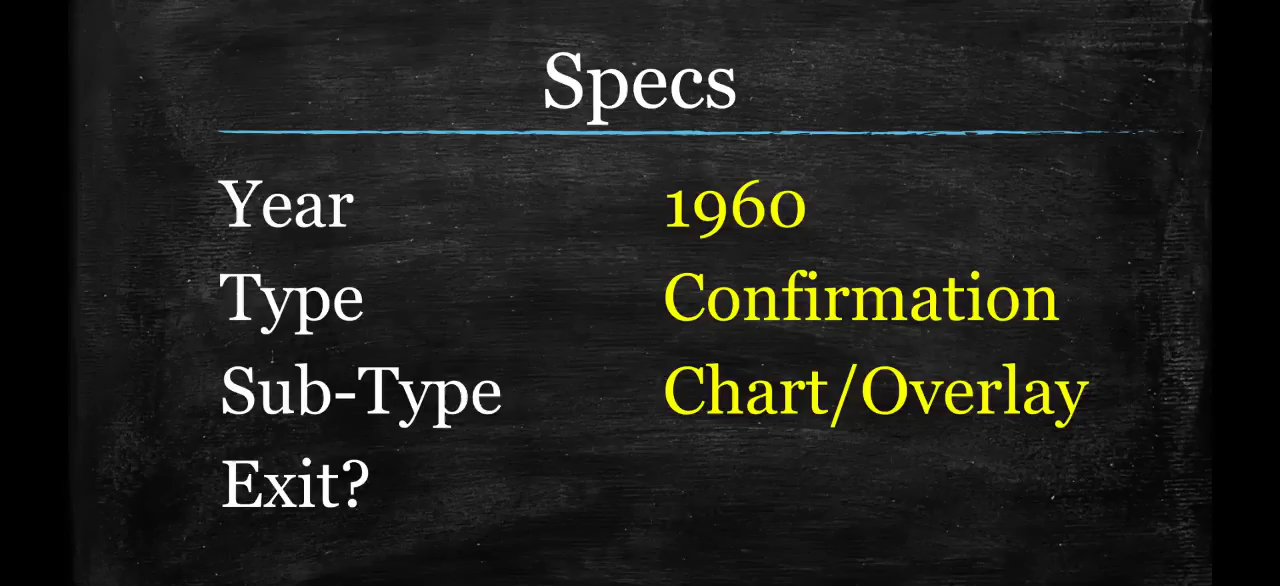 Specs
Year 1960
Type Confirmation
Sub-Type Chart/Overlay
Exit?